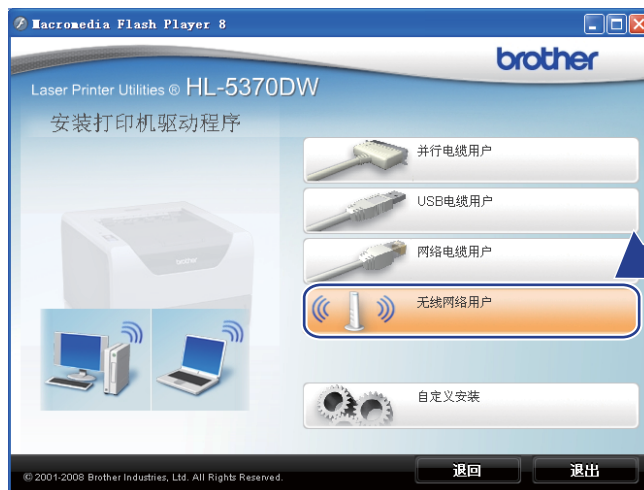 Macromedia Flash Player 8
brother
Laser Printer Utilities ® HL-5370DW
安装打印机驱动程序
并行电缆用户
USB电缆用户
网络电缆用户
无线网络用户
自定义安装
brother
© 2001-2008 Brother Industries, Ltd. All Rights Reserved.
退回
退出